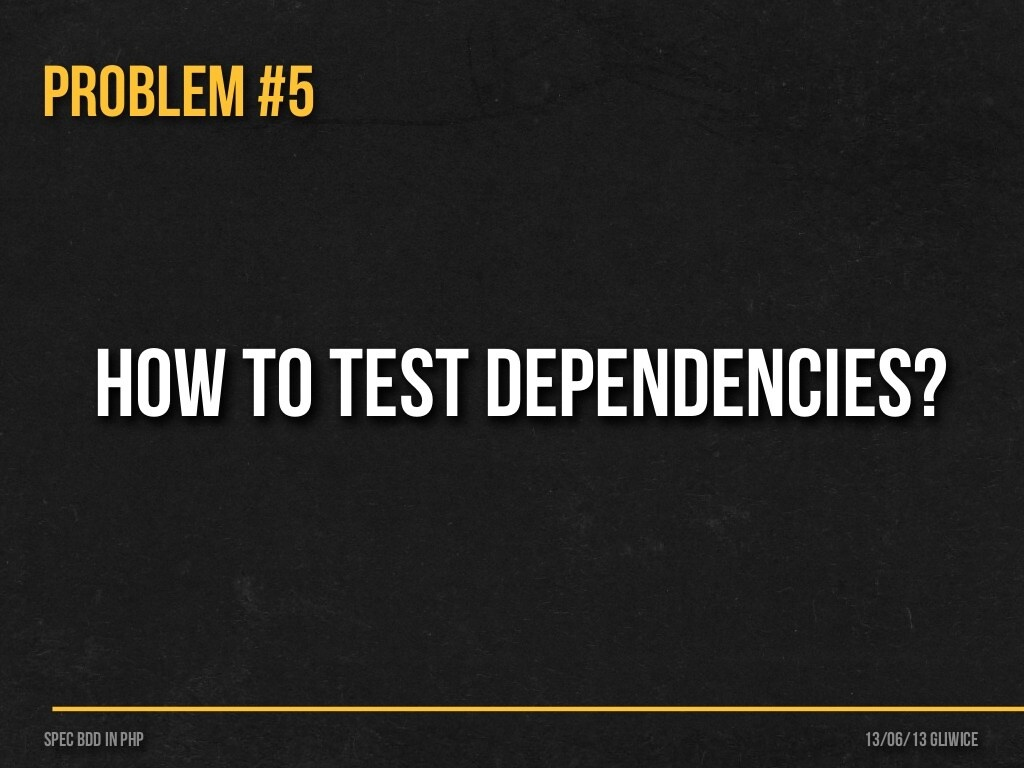 PROBLEM #5
HOW TO TEST DEPENDENCIES?
SPEC BDD IN PHP
13/06/13 GLIWICE